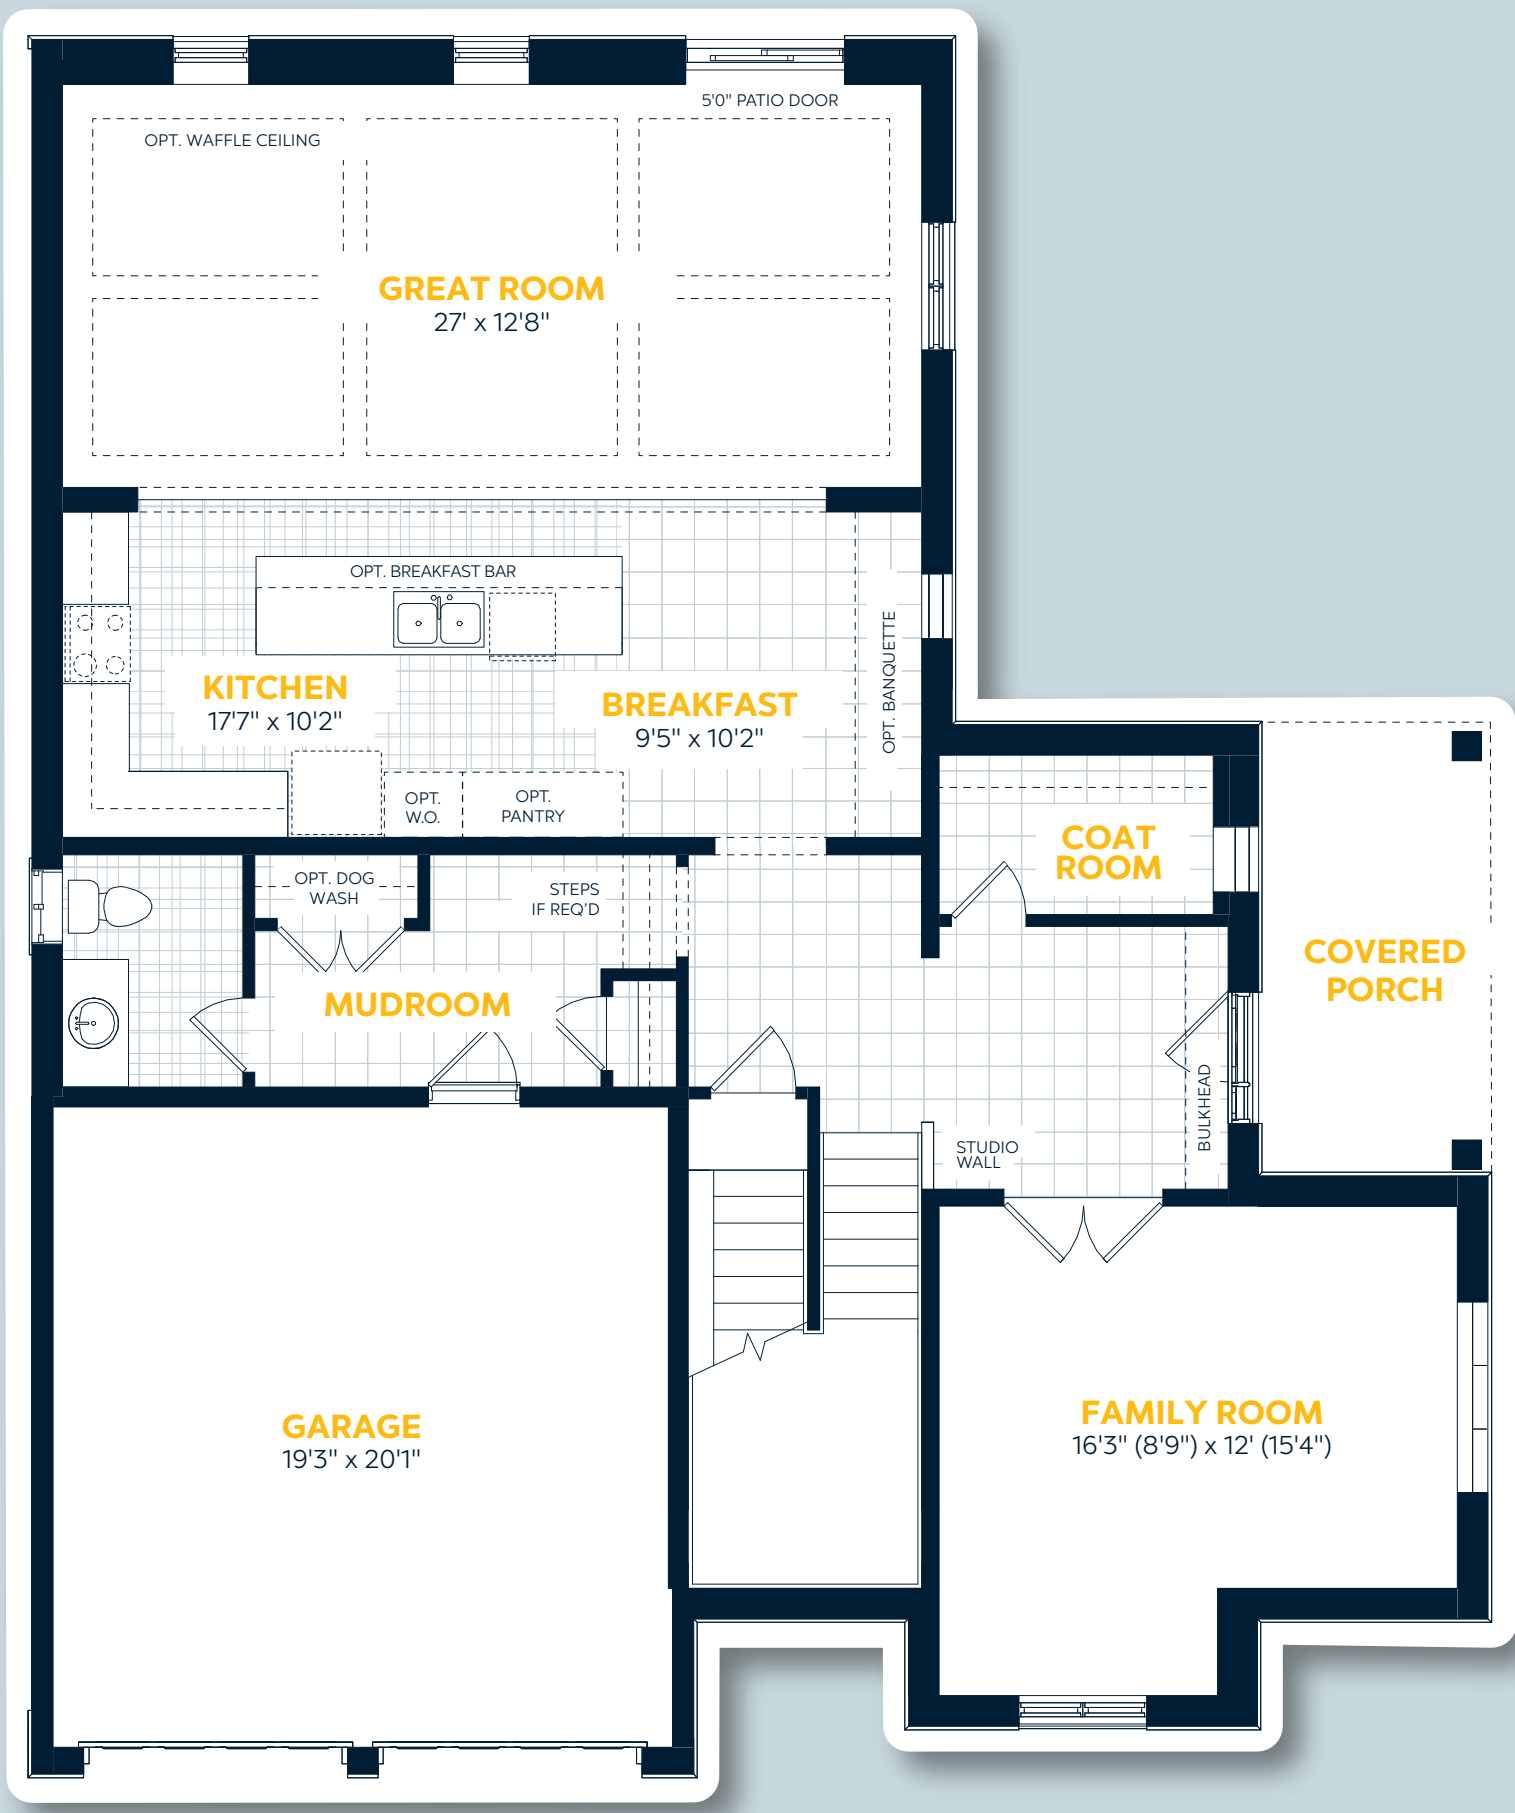 5'0" PATIO DOOR
OPT. WAFFLE CEILING
GREAT ROOM
27' x 12'8"
OPT. BREAKFAST BAR
KITCHEN
17'7" x 10'2"
BREAKFAST
9'5" x 10'2"
OPT. BANQUETTE
OPT.
W.O.
OPT.
PANTRY
COAT
ROOM
OPT. DOG
WASH
STEPS
IF REQ'D
MUDROOM
COVERED
PORCH
BULKHEAD
STUDIO
WALL
GARAGE
19'3" x 20'1"
FAMILY ROOM
16'3" (8'9") x 12' (15'4")